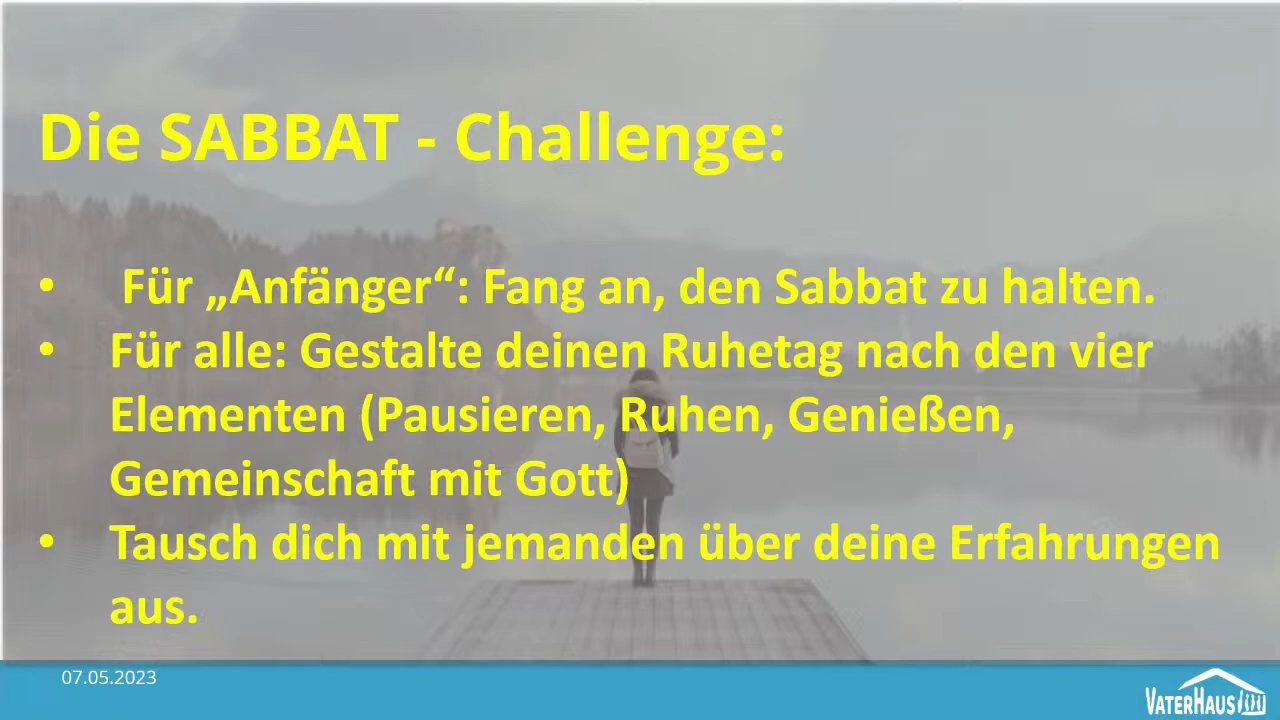 Die SABBAT - Challenge:
• Für „Anfänger“: Fang an, den Sabbat zu halten.
• Für alle: Gestalte deinen Ruhetag nach den vier
Elementen (Pausieren, Ruhen, Genießen,
Gemeinschaft mit Gott)
• Tausch dich mit jemanden über deine Erfahrungen
aus.
07.05.2023
VATERHAUS